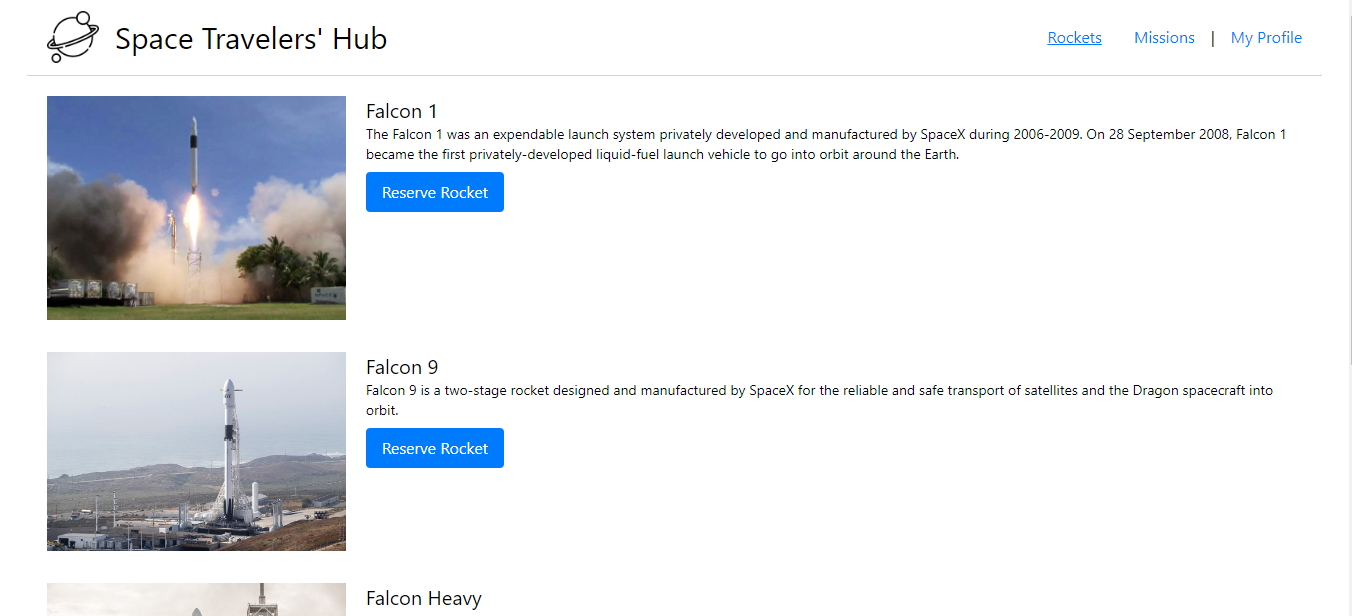 Space Travelers' Hub
Rockets Missions | My Profile
Falcon 1
The Falcon 1 was an expendable launch system privately developed and manufactured by SpaceX during 2006-2009. On 28 September 2008, Falcon 1
became the first privately-developed liquid-fuel launch vehicle to go into orbit around the Earth.
Reserve Rocket
Falcon 9
Falcon 9 is a two-stage rocket designed and manufactured by SpaceX for the reliable and safe transport of satellites and the Dragon spacecraft into
orbit.
Reserve Rocket
Falcon Heavy